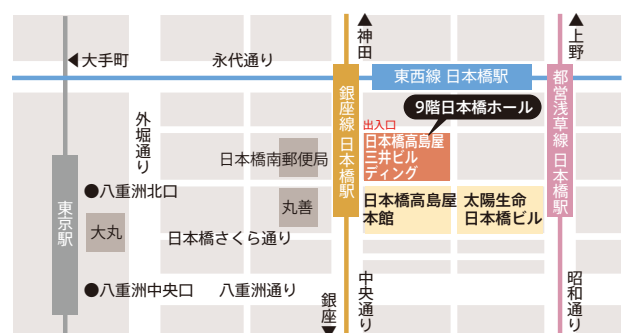 ▲神田
▲上野
◀大手町
永代通り
東西線 日本橋駅
外堀通り
銀座線 日本橋駅
都営浅草線 日本橋駅
9階日本橋ホール
出入口
日本橋高島屋
三井ビル
ディング
日本橋南郵便局
●八重洲北口
東京駅
大丸
丸善
日本橋高島屋
本館
太陽生命
日本橋ビル
日本橋さくら通り
●八重洲中央口
八重洲通り
銀座▼
中央通り
昭和通り